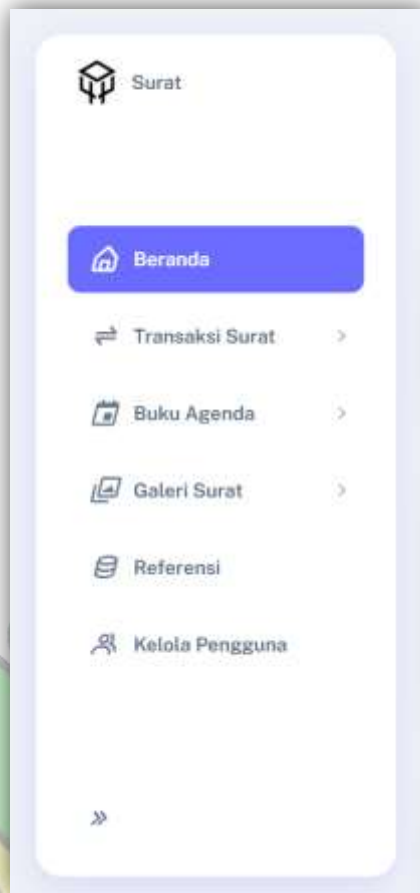 Surat
Beranda
Transaksi Surat
Buku Agenda
Galeri Surat
Referensi
Kelola Pengguna